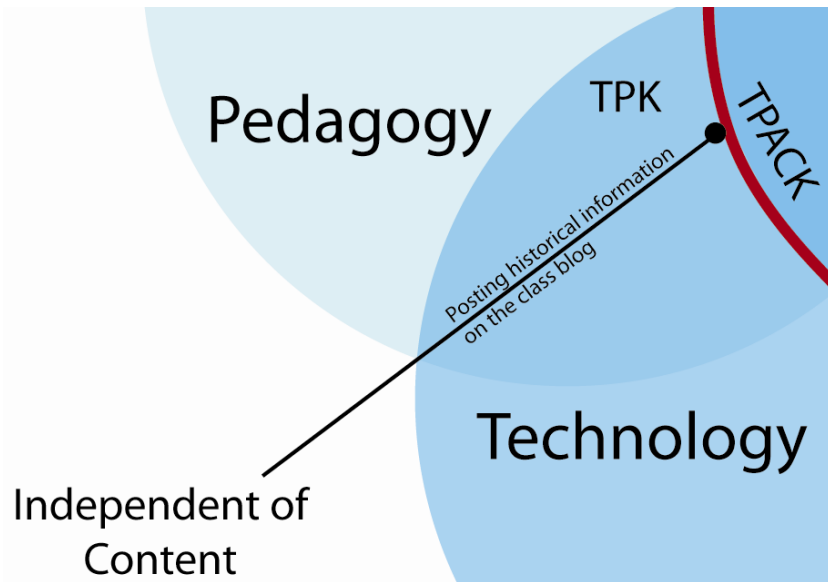 TPK
Pedagogy
TPACK
Posting historical information
on the class blog
Technology
Independent of
Content